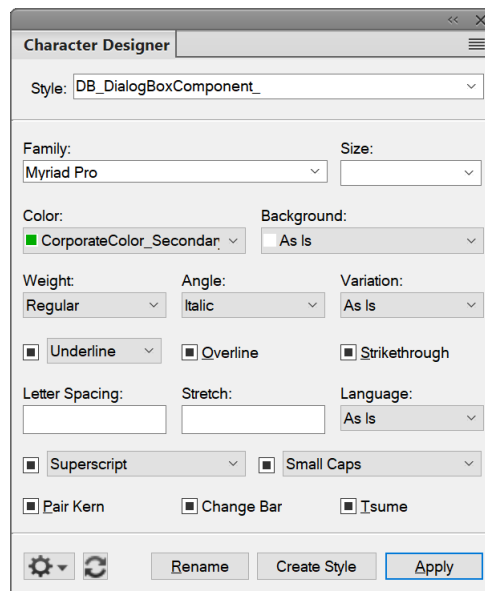 Character Designer
Style: DB_DialogBoxComponent_
Family: Size:
Myriad Pro
Color: Background:
CorporateColor_Secondar As Is
Weight: Angle: Variation:
Regular Italic As Is
Underline Overline Strikethrough
Letter Spacing: Stretch: Language:
As Is
Superscript Small Caps
Pair Kern Change Bar Tsume
Rename Create Style Apply